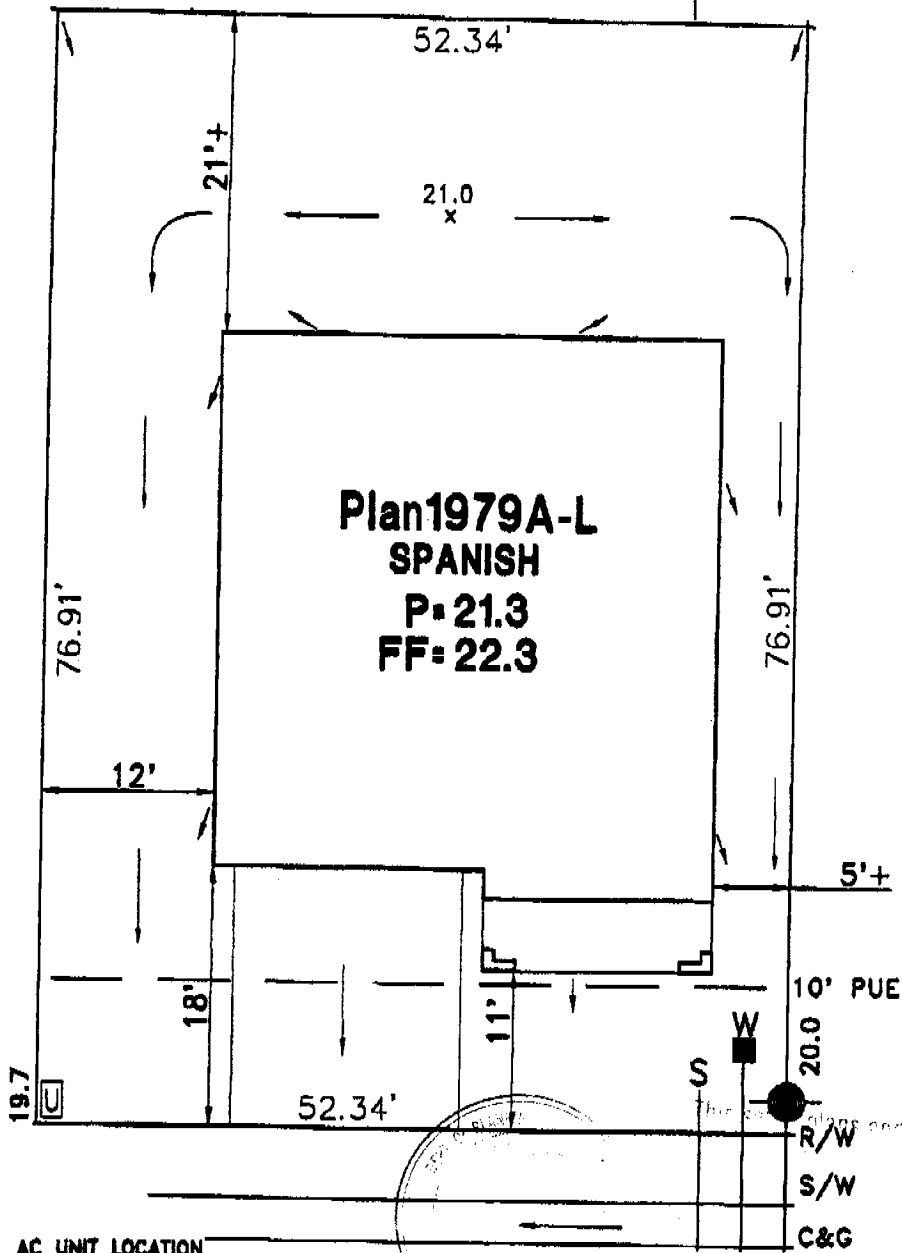 52.34'
21'+
21.0
x
Plan1979A-L
SPANISH
P=21.3
FF=22.3
76.91'
76.91'
12'
5'+
10' PUE
18'
11'
W
S
20.0
19.7
U
52.34'
R/W
S/W
C&G
AC UNIT LOCATION